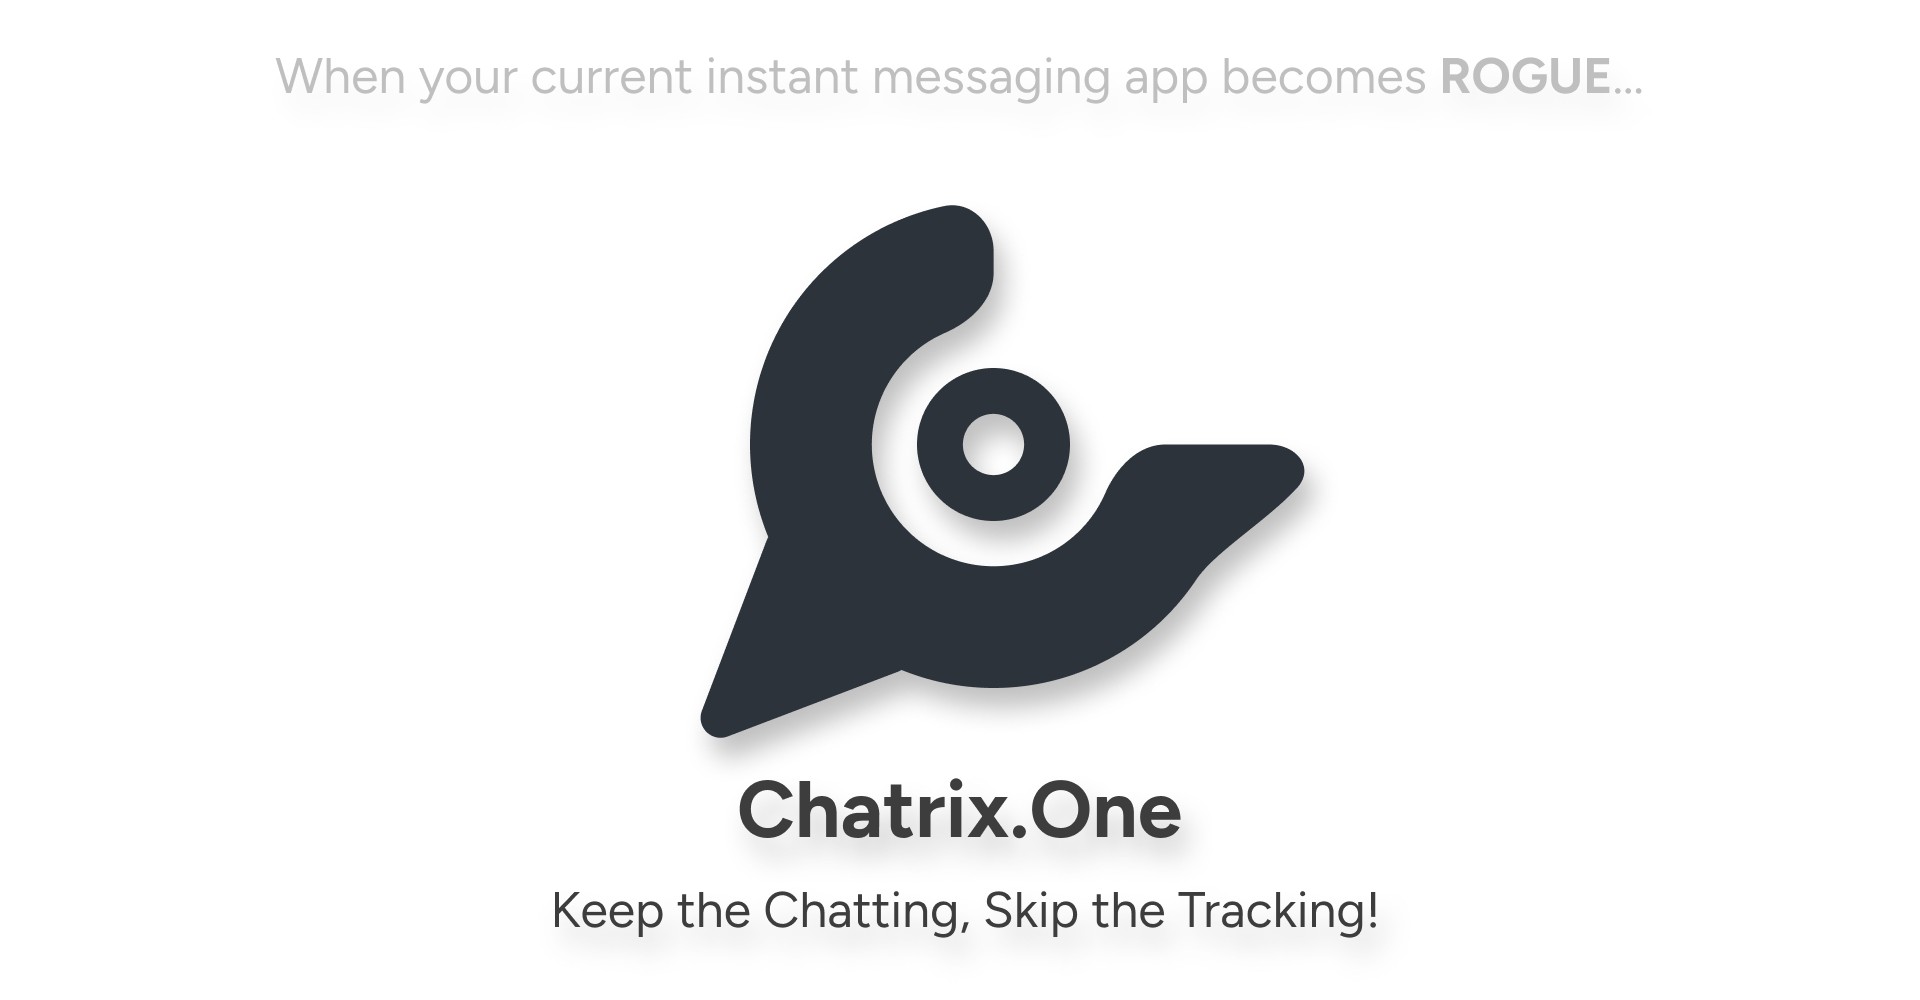 When your current instant messaging app becomes ROGUE...
Chatrix.One
Keep the Chatting, Skip the Tracking!